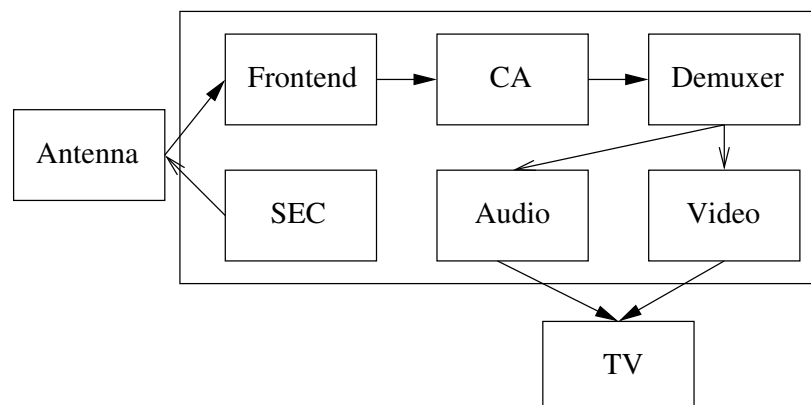 Frontend
CA
Demuxer
Antenna
SEC
Audio
Video
TV